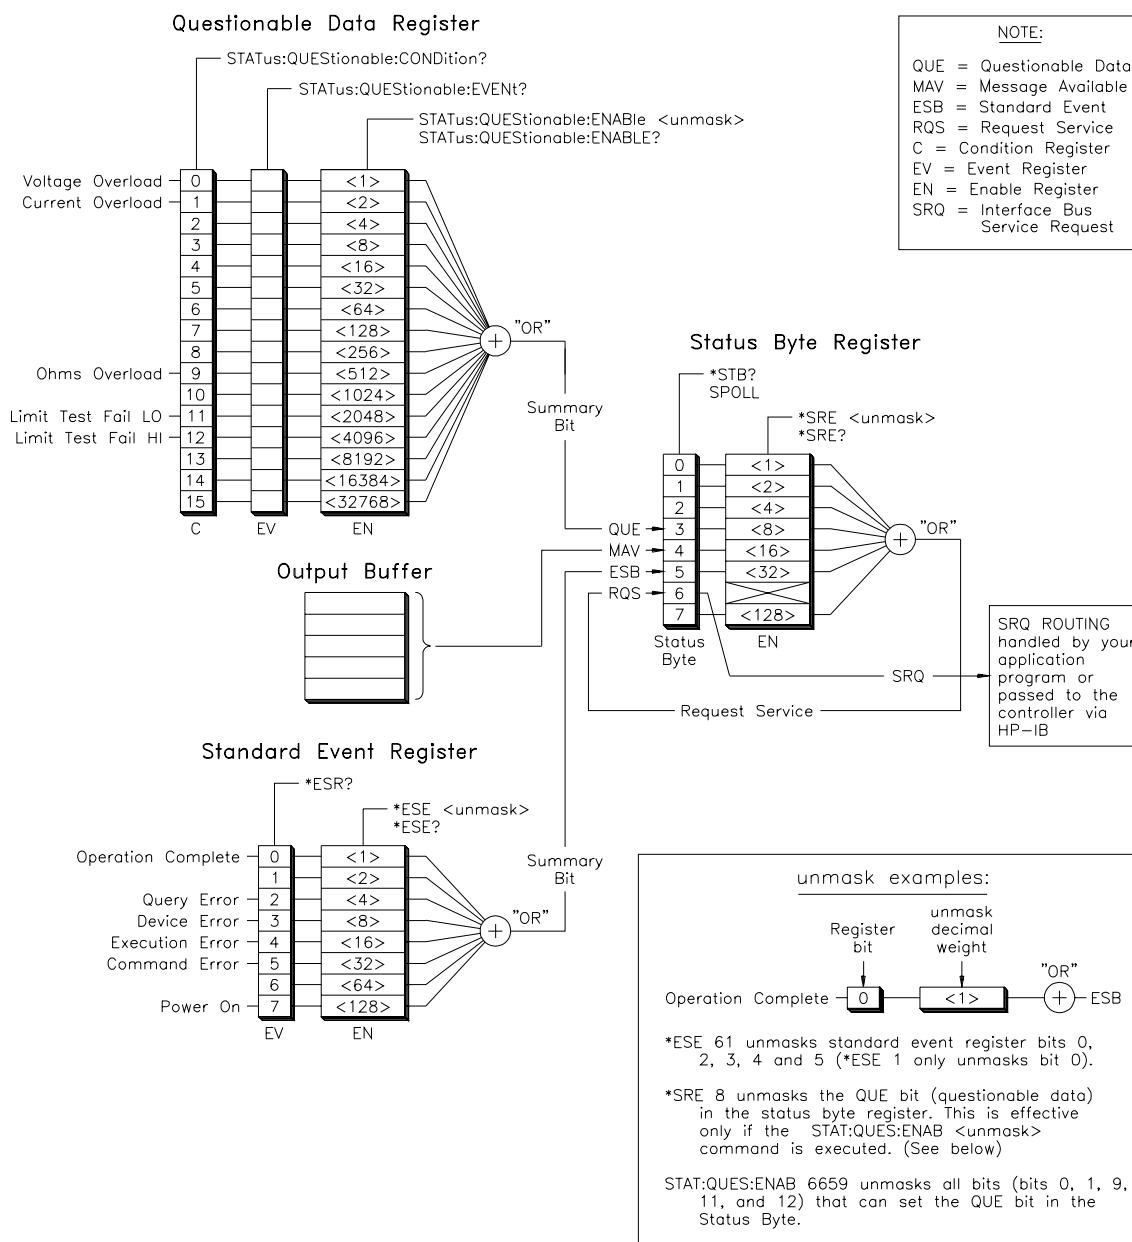 Questionable Data Register
STATus:QUEStionable:CONDition?
STATus:QUEStionable:EVENt?
STATus:QUEStionable:ENABle <unmask>
STATus:QUEStionable:ENABLE?
Voltage Overload 0 <1>
Current Overload 1 <2>
2 <4>
3 <8>
4 <16>
5 <32>
6 <64>
7 <128>
8 <256>
Ohms Overload 9 <512>
10 <1024>
Limit Test Fail LO 11 <2048>
Limit Test Fail HI 12 <4096>
13 <8192>
14 <16384>
15 <32768>
C EV EN
+
"OR"
Summary
Bit
NOTE:
QUE = Questionable Data
MAV = Message Available
ESB = Standard Event
RQS = Request Service
C = Condition Register
EV = Event Register
EN = Enable Register
SRQ = Interface Bus
Service Request
Status Byte Register
*STB?
SPOLL
*SRE <unmask>
*SRE?
0 <1>
1 <2>
2 <4>
QUE 3 <8>
MAV 4 <16>
ESB 5 <32>
RQS 6
7 <128>
Status
Byte
EN
+
"OR"
SRQ
Request Service
SRQ ROUTING
handled by your
application
program or
passed to the
controller via
HP-IB
Output Buffer
Standard Event Register
*ESR?
*ESE <unmask>
*ESE?
Operation Complete 0 <1>
1 <2>
Query Error 2 <4>
Device Error 3 <8>
Execution Error 4 <16>
Command Error 5 <32>
6 <64>
Power On 7 <128>
EV EN
+
"OR"
Summary
Bit
unmask examples:
Register
bit
unmask
decimal
weight
"OR"
Operation Complete 0 <1> + ESB
*ESE 61 unmasks standard event register bits 0,
2, 3, 4 and 5 (*ESE 1 only unmasks bit 0).
*SRE 8 unmasks the QUE bit (questionable data)
in the status byte register. This is effective
only if the STAT:QUES:ENAB <unmask>
command is executed. (See below)
STAT:QUES:ENAB 6659 unmasks all bits (bits 0, 1, 9,
11, and 12) that can set the QUE bit in the
Status Byte.